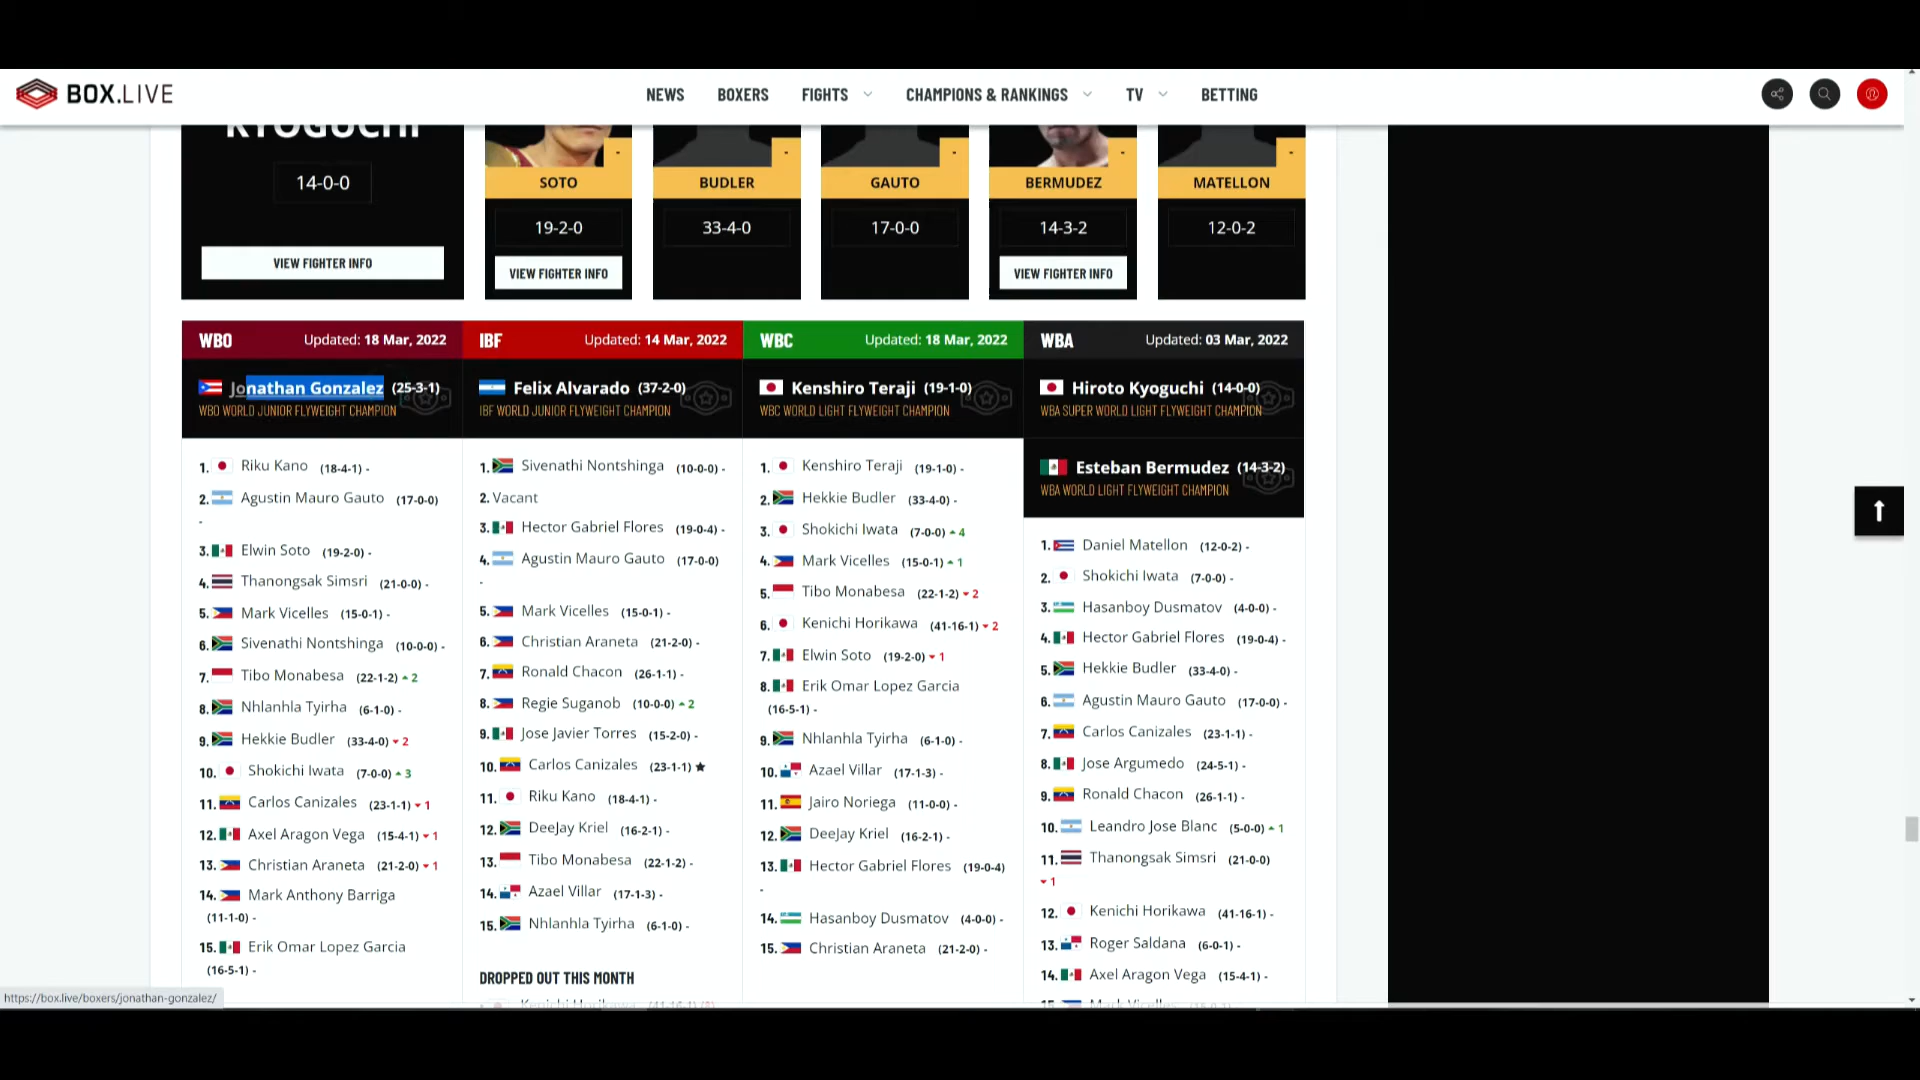 BOX.LIVE
NEWS BOXERS FIGHTS CHAMPIONS & RANKINGS TV BETTING
KYOGUCHI
14-0-0
VIEW FIGHTER INFO
SOTO
19-2-0
VIEW FIGHTER INFO
BUDLER
33-4-0
GAUTO
17-0-0
BERMUDEZ
14-3-2
VIEW FIGHTER INFO
MATELLON
12-0-2
WBO Updated: 18 Mar, 2022
Jonathan Gonzalez (25-3-1)
WBO WORLD JUNIOR FLYWEIGHT CHAMPION
1. Riku Kano (18-4-1) -
2. Agustin Mauro Gauto (17-0-0)
-
3. Elwin Soto (19-2-0) -
4. Thanongsak Simsri (21-0-0) -
5. Mark Vicelles (15-0-1) -
6. Sivenathi Nontshinga (10-0-0) -
7. Tibo Monabesa (22-1-2) 2
8. Nhlanhla Tyirha (6-1-0) -
9. Hekkie Budler (33-4-0) 2
10. Shokichi Iwata (7-0-0) 3
11. Carlos Canizales (23-1-1) 1
12. Axel Aragon Vega (15-4-1) 1
13. Christian Araneta (21-2-0) 1
14. Mark Anthony Barriga
(11-1-0) -
15. Erik Omar Lopez Garcia
(16-5-1) -
IBF Updated: 14 Mar, 2022
Felix Alvarado (37-2-0)
IBF WORLD JUNIOR FLYWEIGHT CHAMPION
1. Sivenathi Nontshinga (10-0-0) -
2. Vacant
3. Hector Gabriel Flores (19-0-4) -
4. Agustin Mauro Gauto (17-0-0)
-
5. Mark Vicelles (15-0-1) -
6. Christian Araneta (21-2-0) -
7. Ronald Chacon (26-1-1) -
8. Regie Suganob (10-0-0) 2
9. Jose Javier Torres (15-2-0) -
10. Carlos Canizales (23-1-1) ★
11. Riku Kano (18-4-1) -
12. DeeJay Kriel (16-2-1) -
13. Tibo Monabesa (22-1-2) -
14. Azael Villar (17-1-3) -
15. Nhlanhla Tyirha (6-1-0) -
DROPPED OUT THIS MONTH
Kenichi Horikawa (41-16-1)
WBC Updated: 18 Mar, 2022
Kenshiro Teraji (19-1-0)
WBC WORLD LIGHT FLYWEIGHT CHAMPION
1. Kenshiro Teraji (19-1-0) -
2. Hekkie Budler (33-4-0) -
3. Shokichi Iwata (7-0-0) 4
4. Mark Vicelles (15-0-1) 1
5. Tibo Monabesa (22-1-2) 2
6. Kenichi Horikawa (41-16-1) 2
7. Elwin Soto (19-2-0) 1
8. Erik Omar Lopez Garcia
(16-5-1) -
9. Nhlanhla Tyirha (6-1-0) -
10. Azael Villar (17-1-3) -
11. Jairo Noriega (11-0-0) -
12. DeeJay Kriel (16-2-1) -
13. Hector Gabriel Flores (19-0-4)
-
14. Hasanboy Dusmatov (4-0-0) -
15. Christian Araneta (21-2-0) -
WBA Updated: 03 Mar, 2022
Hiroto Kyoguchi (14-0-0)
WBA SUPER WORLD LIGHT FLYWEIGHT CHAMPION
Esteban Bermudez (14-3-2)
WBA WORLD LIGHT FLYWEIGHT CHAMPION
1. Daniel Matellon (12-0-2) -
2. Shokichi Iwata (7-0-0) -
3. Hasanboy Dusmatov (4-0-0) -
4. Hector Gabriel Flores (19-0-4) -
5. Hekkie Budler (33-4-0) -
6. Agustin Mauro Gauto (17-0-0) -
7. Carlos Canizales (23-1-1) -
8. Jose Argumedo (24-5-1) -
9. Ronald Chacon (26-1-1) -
10. Leandro Jose Blanc (5-0-0) 1
11. Thanongsak Simsri (21-0-0)
1
12. Kenichi Horikawa (41-16-1) -
13. Roger Saldana (6-0-1) -
14. Axel Aragon Vega (15-4-1) -
15. Mark Vicelles (15-0-1)
https://box.live/boxers/jonathan-gonzalez/